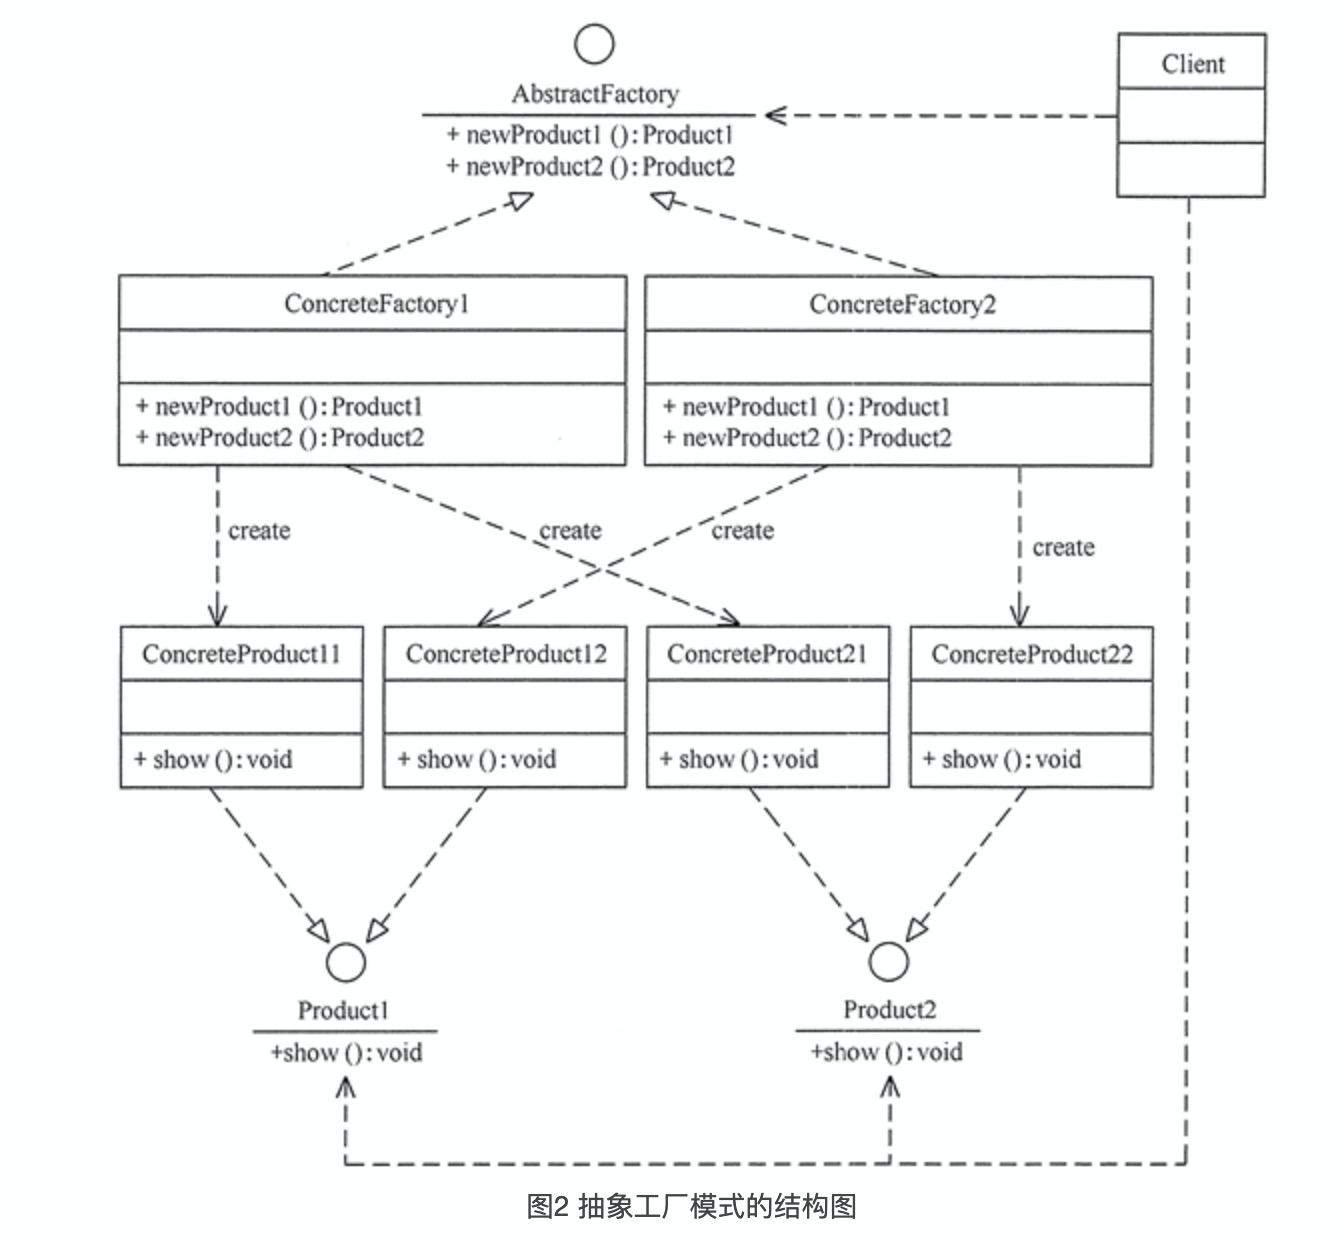 AbstractFactory
+ newProduct1 (): Product1
+ newProduct2 (): Product2
Client
ConcreteFactory1
+ newProduct1 (): Product1
+ newProduct2 (): Product2
ConcreteFactory2
+ newProduct1 (): Product1
+ newProduct2 (): Product2
create
create
create
create
ConcreteProduct11
+ show (): void
ConcreteProduct12
+ show (): void
ConcreteProduct21
+ show (): void
ConcreteProduct22
+ show (): void
Product1
+show (): void
Product2
+show (): void
图2 抽象工厂模式的结构图